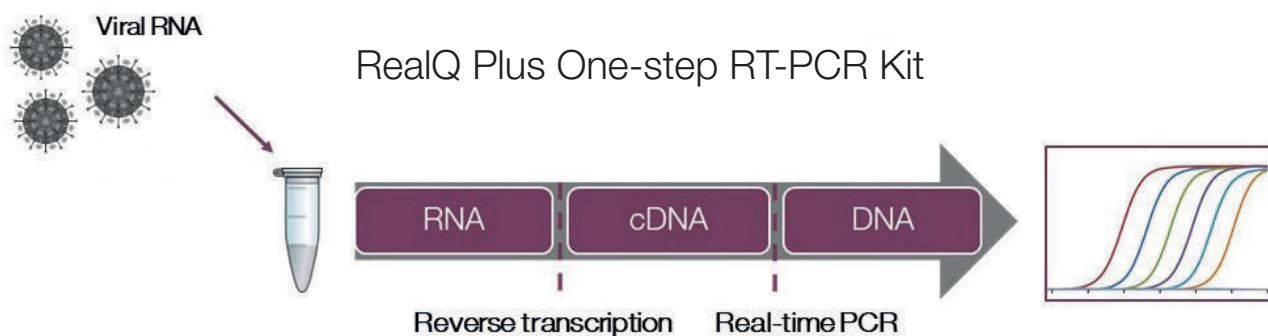 Viral RNA
RealQ Plus One-step RT-PCR Kit
RNA
cDNA
DNA
Reverse transcription
Real-time PCR